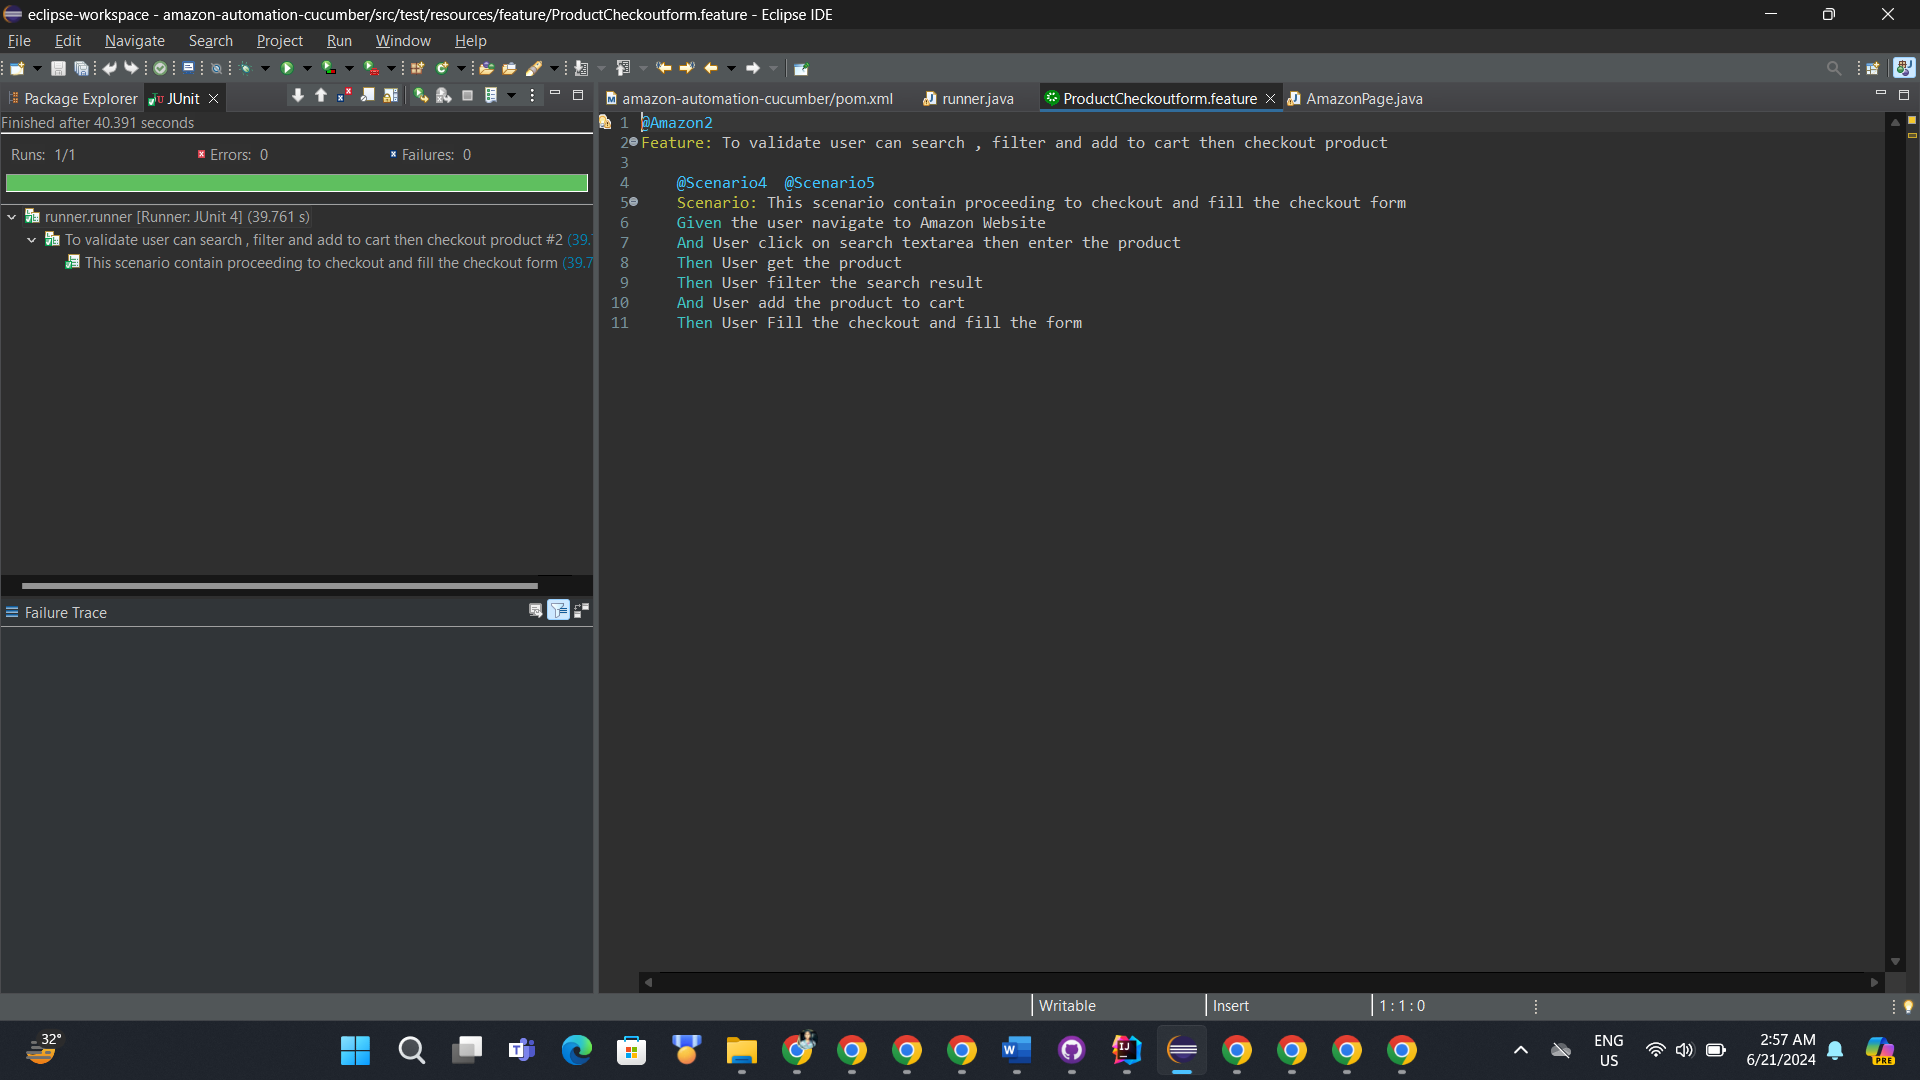 eclipse-workspace - amazon-automation-cucumber/src/test/resources/feature/ProductCheckoutform.feature - Eclipse IDE
File Edit Navigate Search Project Run Window Help
Package Explorer JUnit
amazon-automation-cucumber/pom.xml runner.java ProductCheckoutform.feature AmazonPage.java
Finished after 40.391 seconds
Runs: 1/1 Errors: 0 Failures: 0
runner.runner [Runner: JUnit 4] (39.761 s)
To validate user can search , filter and add to cart then checkout product #2 (39.
This scenario contain proceeding to checkout and fill the checkout form (39.7
Failure Trace
1 @Amazon2
2 Feature: To validate user can search , filter and add to cart then checkout product
3
4 @Scenario4 @Scenario5
5 Scenario: This scenario contain proceeding to checkout and fill the checkout form
6 Given the user navigate to Amazon Website
7 And User click on search textarea then enter the product
8 Then User get the product
9 Then User filter the search result
10 And User add the product to cart
11 Then User Fill the checkout and fill the form
Writable Insert 1 : 1 : 0
32°
ENG
US
2:57 AM
6/21/2024
PRE